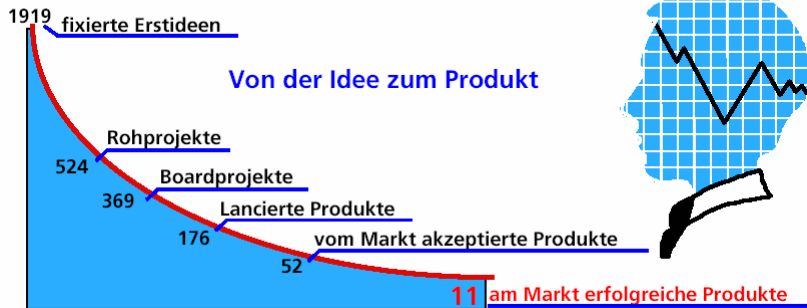 1919 fixierte Erstideen
Von der Idee zum Produkt
Rohprojekte
524
Boardprojekte
369
Lancierte Produkte
176
vom Markt akzeptierte Produkte
52
11 am Markt erfolgreiche Produkte